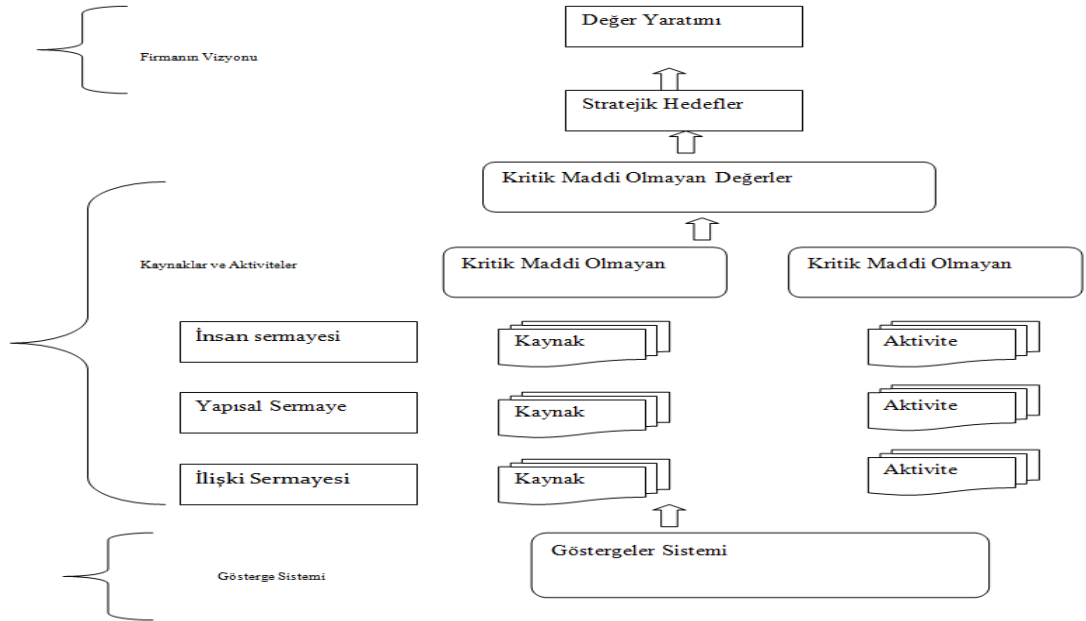 Değer Yaratımı
Firmanın Vizyonu
Stratejik Hedefler
Kritik Maddi Olmayan Değerler
Kaynaklar ve Aktiviteler
Kritik Maddi Olmayan
Kritik Maddi Olmayan
İnsan sermayesi
Kaynak
Aktivite
Yapısal Sermaye
Kaynak
Aktivite
İlişki Sermayesi
Kaynak
Aktivite
Göstergeler Sistemi
Gösterge Sistemi